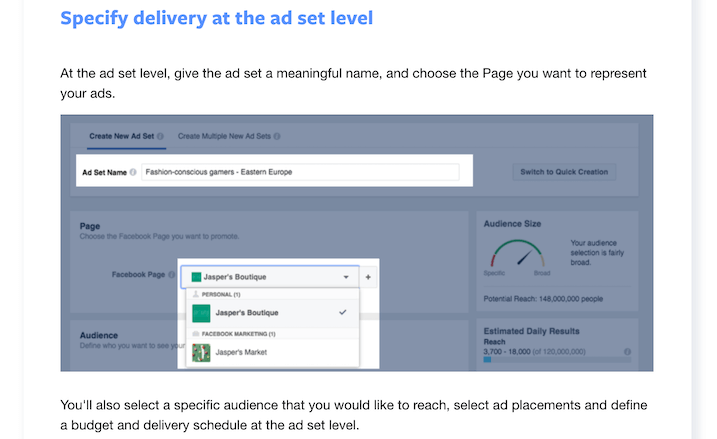 Specify delivery at the ad set level
At the ad set level, give the ad set a meaningful name, and choose the Page you want to represent
your ads.
Create New Ad Set
Create Multiple New Ad Sets
Ad Set Name
Fashion-conscious gamers - Eastern Europe
Switch to Quick Creation
Page
Choose the Facebook Page you want to promote.
Facebook Page
Jasper's Boutique
+
PERSONAL (1)
Jasper's Boutique
FACEBOOK MARKETING (1)
Jasper's Market
Audience
Define who you want to see your
Audience Size
Your audience
selection is fairly
broad.
Specific
Broad
Potential Reach: 148,000,000 people
Estimated Daily Results
Reach
3,700 - 18,000 (of 120,000,000)
You'll also select a specific audience that you would like to reach, select ad placements and define
a budget and delivery schedule at the ad set level.